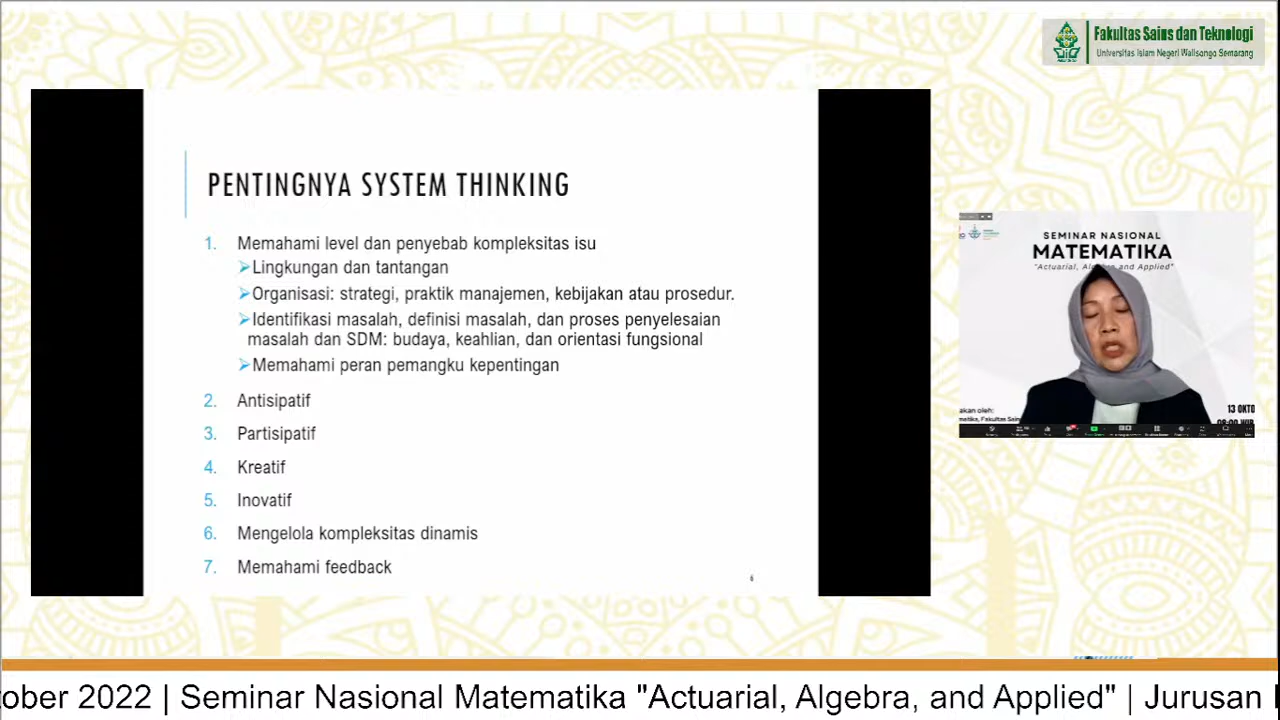 Fakultas Sains dan Teknologi
Universitas Islam Negeri Walisongo Semarang
PENTINGNYA SYSTEM THINKING
1. Memahami level dan penyebab kompleksitas isu
➢Lingkungan dan tantangan
➢Organisasi: strategi, praktik manajemen, kebijakan atau prosedur.
➢Identifikasi masalah, definisi masalah, dan proses penyelesaian
masalah dan SDM: budaya, keahlian, dan orientasi fungsional
➢Memahami peran pemangku kepentingan
2. Antisipatif
3. Partisipatif
4. Kreatif
5. Inovatif
6. Mengelola kompleksitas dinamis
7. Memahami feedback
6
SEMINAR NASIONAL
MATEMATIKA
"Actuarial, Algebra and Applied"
akan oleh:
13 OKTO
tober 2022 | Seminar Nasional Matematika "Actuarial, Algebra, and Applied" | Jurusan